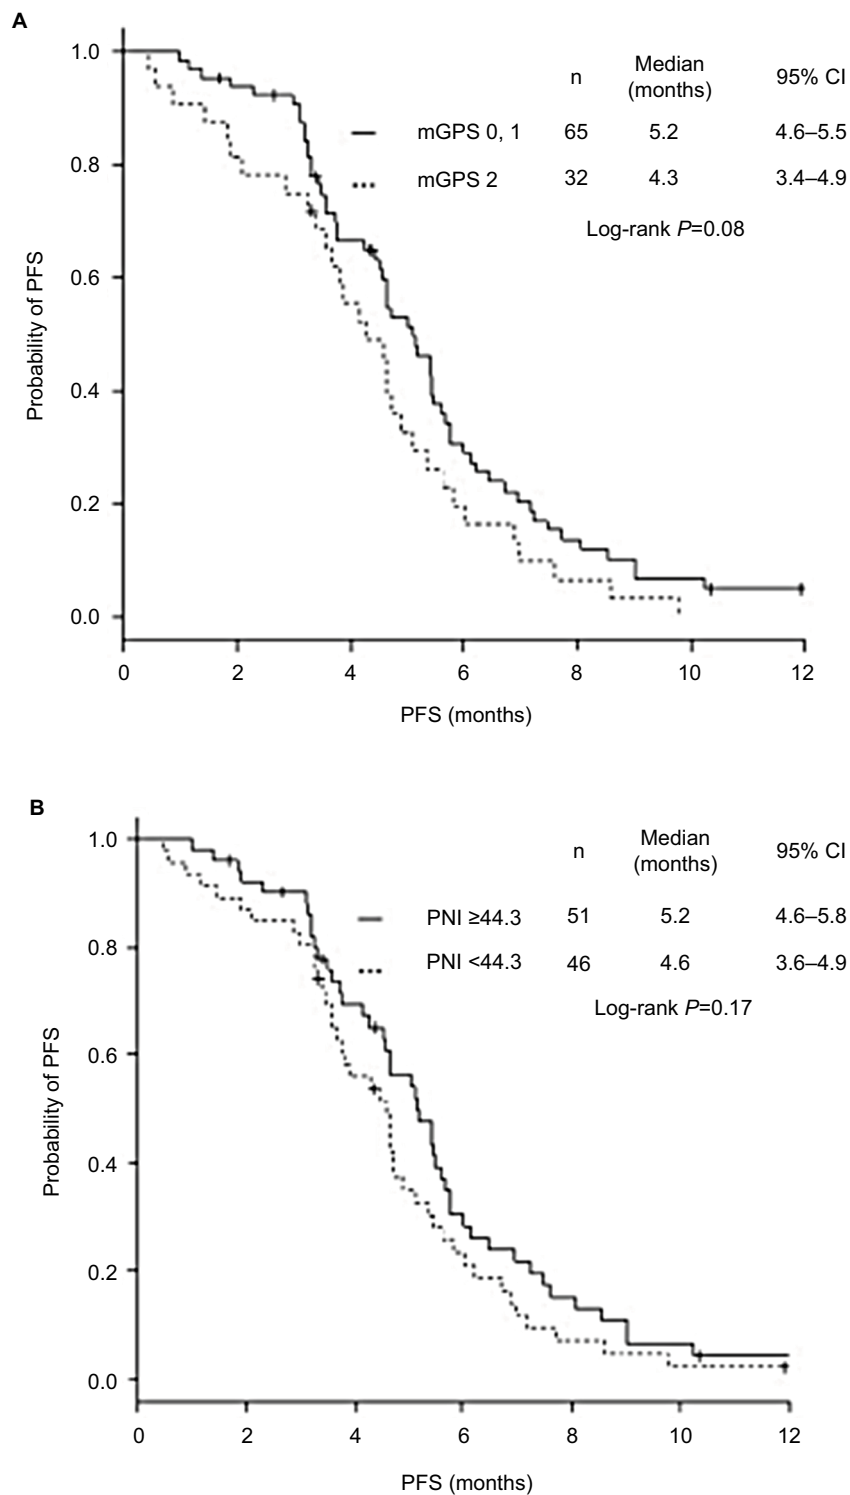 A
n Median (months) 95% CI
mGPS 0, 1 65 5.2 4.6–5.5
mGPS 2 32 4.3 3.4–4.9
Log-rank P=0.08
Probability of PFS
1.0
0.8
0.6
0.4
0.2
0.0
0 2 4 6 8 10 12
PFS (months)
B
n Median (months) 95% CI
PNI ≥44.3 51 5.2 4.6–5.8
PNI <44.3 46 4.6 3.6–4.9
Log-rank P=0.17
Probability of PFS
1.0
0.8
0.6
0.4
0.2
0.0
0 2 4 6 8 10 12
PFS (months)